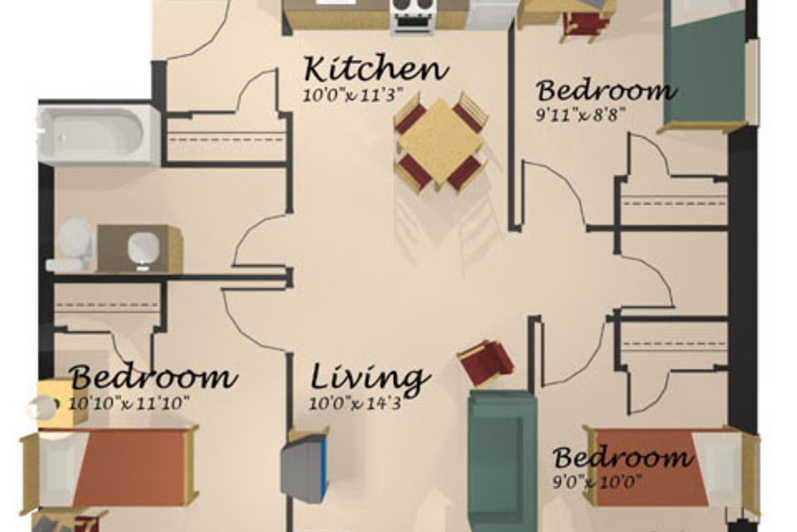 Kitchen
10'0"x 11'3"
Bedroom
9'11"x 8'8"
Bedroom
10'10"x 11'10"
Living
10'0"x 14'3
Bedroom
9'0"x 10'0"